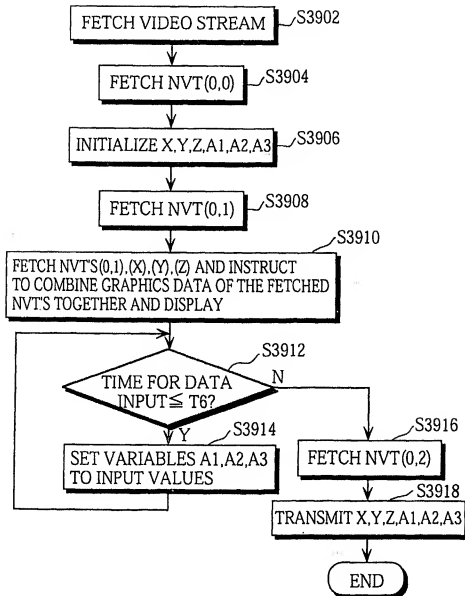 FETCH VIDEO STREAM
S3902
FETCH NVT(0,0)
S3904
INITIALIZE X,Y,Z,A1,A2,A3
S3906
FETCH NVT(0,1)
S3908
S3910
FETCH NVT'S(0,1),(X),(Y),(Z) AND INSTRUCT
TO COMBINE GRAPHICS DATA OF THE FETCHED
NVT'S TOGETHER AND DISPLAY
S3912
TIME FOR DATA
INPUT≦ T6?
N
Y
S3914
SET VARIABLES A1,A2,A3
TO INPUT VALUES
S3916
FETCH NVT(0,2)
S3918
TRANSMIT X,Y,Z,A1,A2,A3
END